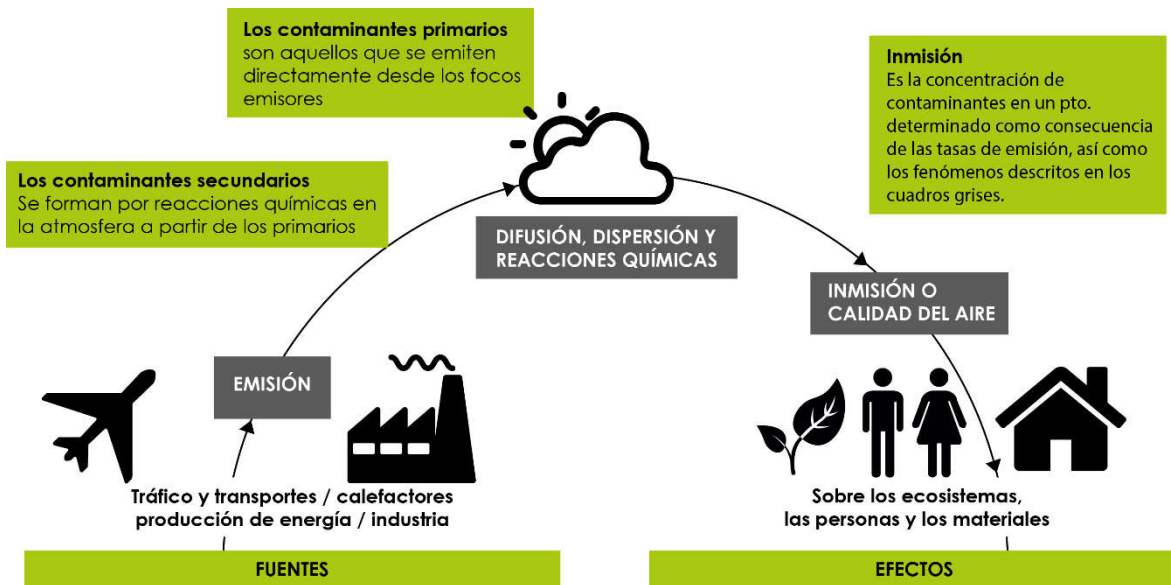 Los contaminantes primarios
son aquellos que se emiten
directamente desde los focos
emisores
Inmisión
Es la concentración de
contaminantes en un pto.
determinado como consecuencia
de las tasas de emisión, así como
los fenómenos descritos en los
cuadros grises.
Los contaminantes secundarios
Se forman por reacciones químicas en
la atmosfera a partir de los primarios
DIFUSIÓN, DISPERSIÓN Y
REACCIONES QUÍMICAS
INMISIÓN O
CALIDAD DEL AIRE
EMISIÓN
Tráfico y transportes / calefactores
producción de energía / industria
Sobre los ecosistemas,
las personas y los materiales
FUENTES
EFECTOS